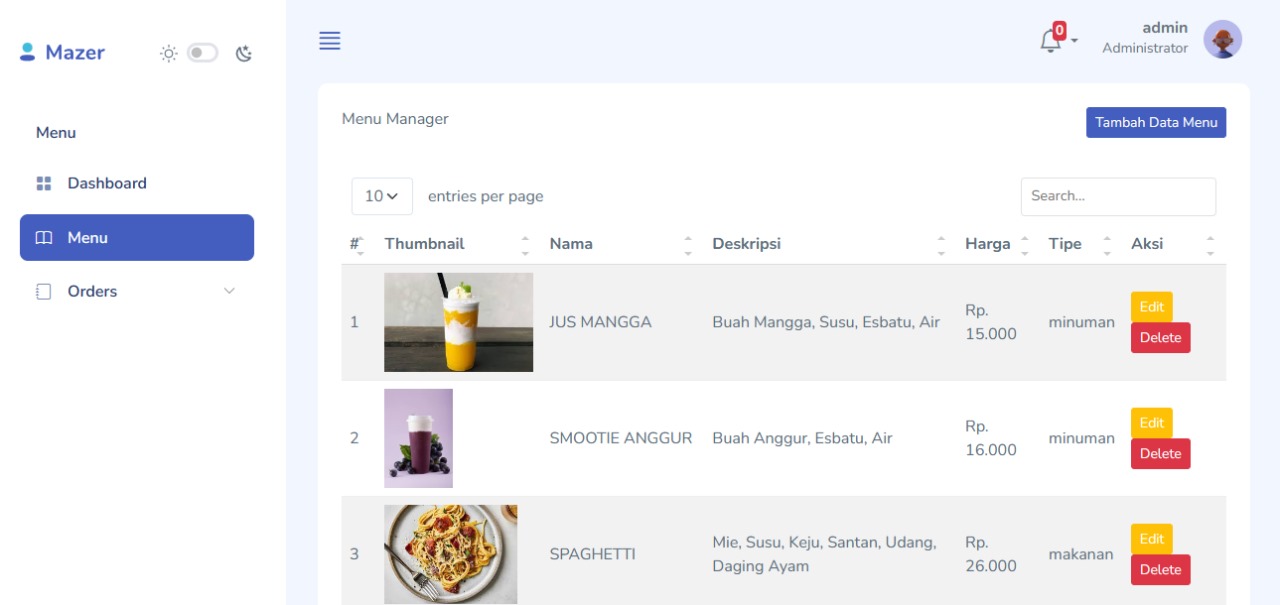 Mazer
0
admin
Administrator
Menu
Dashboard
Menu
Orders
Menu Manager
Tambah Data Menu
10
entries per page
Search...
# Thumbnail Nama Deskripsi Harga Tipe Aksi
1 JUS MANGGA Buah Mangga, Susu, Esbatu, Air Rp. 15.000 minuman Edit Delete
2 SMOOTIE ANGGUR Buah Anggur, Esbatu, Air Rp. 16.000 minuman Edit Delete
3 SPAGHETTI Mie, Susu, Keju, Santan, Udang, Daging Ayam Rp. 26.000 makanan Edit Delete